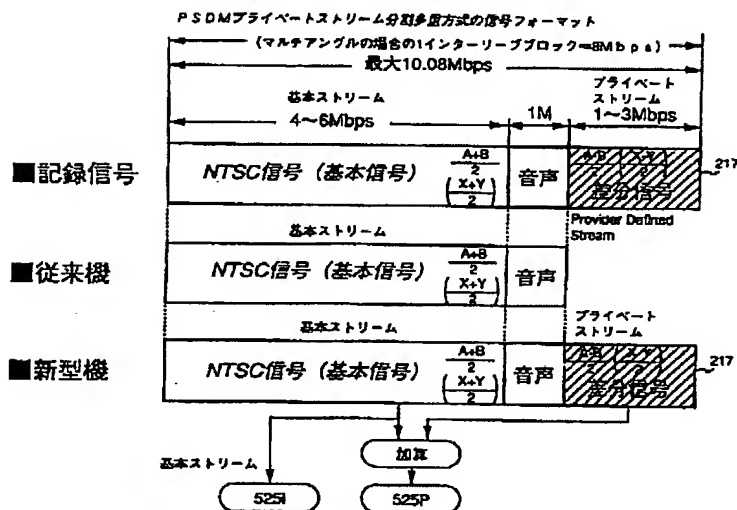 PSDMプライベートストリーム分割多重方式の信号フォーマット
(マルチアングルの場合の1インターリーブブロック=8Mbps)
最大10.08Mbps
基本ストリーム
4〜6Mbps
1M
プライベート
ストリーム
1〜3Mbps
■記録信号
NTSC信号(基本信号)
A+B
2
(X+Y
2)
音声
A-B
2
X-Y
2
差分信号
217
Provider Defined
Stream
基本ストリーム
■従来機
NTSC信号(基本信号)
A+B
2
(X+Y
2)
音声
基本ストリーム
プライベート
ストリーム
■新型機
NTSC信号(基本信号)
A+B
2
(X+Y
2)
音声
A-B
2
X-Y
2
差分信号
217
基本ストリーム
加算
525I
525P